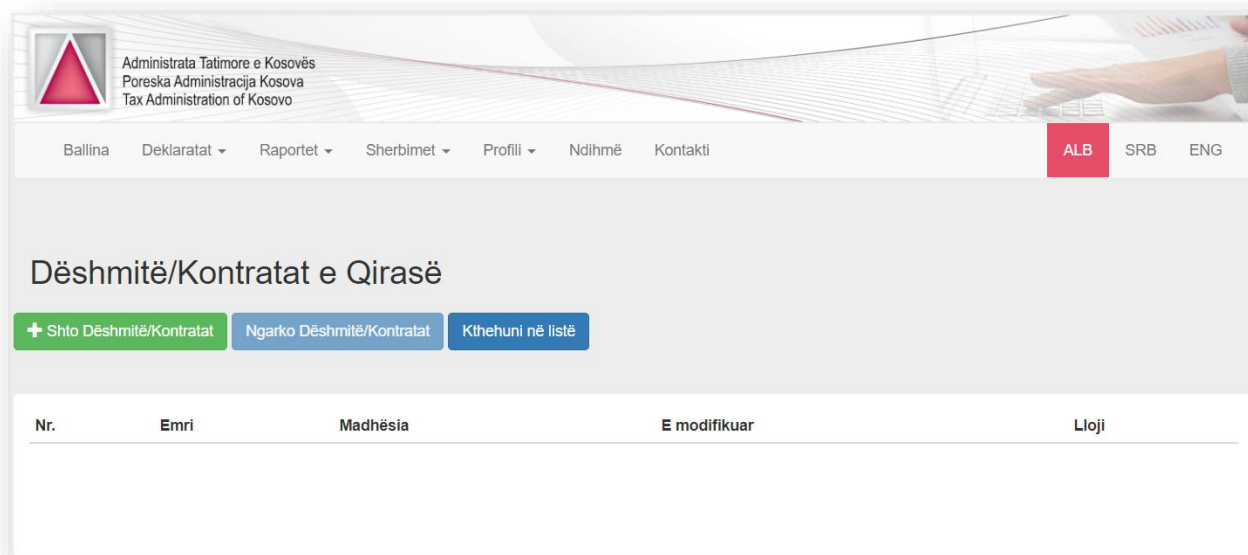 Administrata Tatimore e Kosovës
Poreska Administracija Kosova
Tax Administration of Kosovo
Ballina Deklaratat Raportet Sherbimet Profili Ndihmë Kontakti ALB SRB ENG
Dëshmitë/Kontratat e Qirasë
Shto Dëshmitë/Kontratat Ngarko Dëshmitë/Kontratat Kthehuni në listë
Nr. Emri Madhësia E modifikuar Lloji